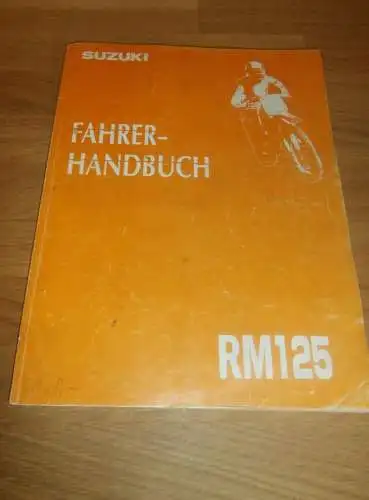 SUZUKI
FAHRER-
HANDBUCH
RM125